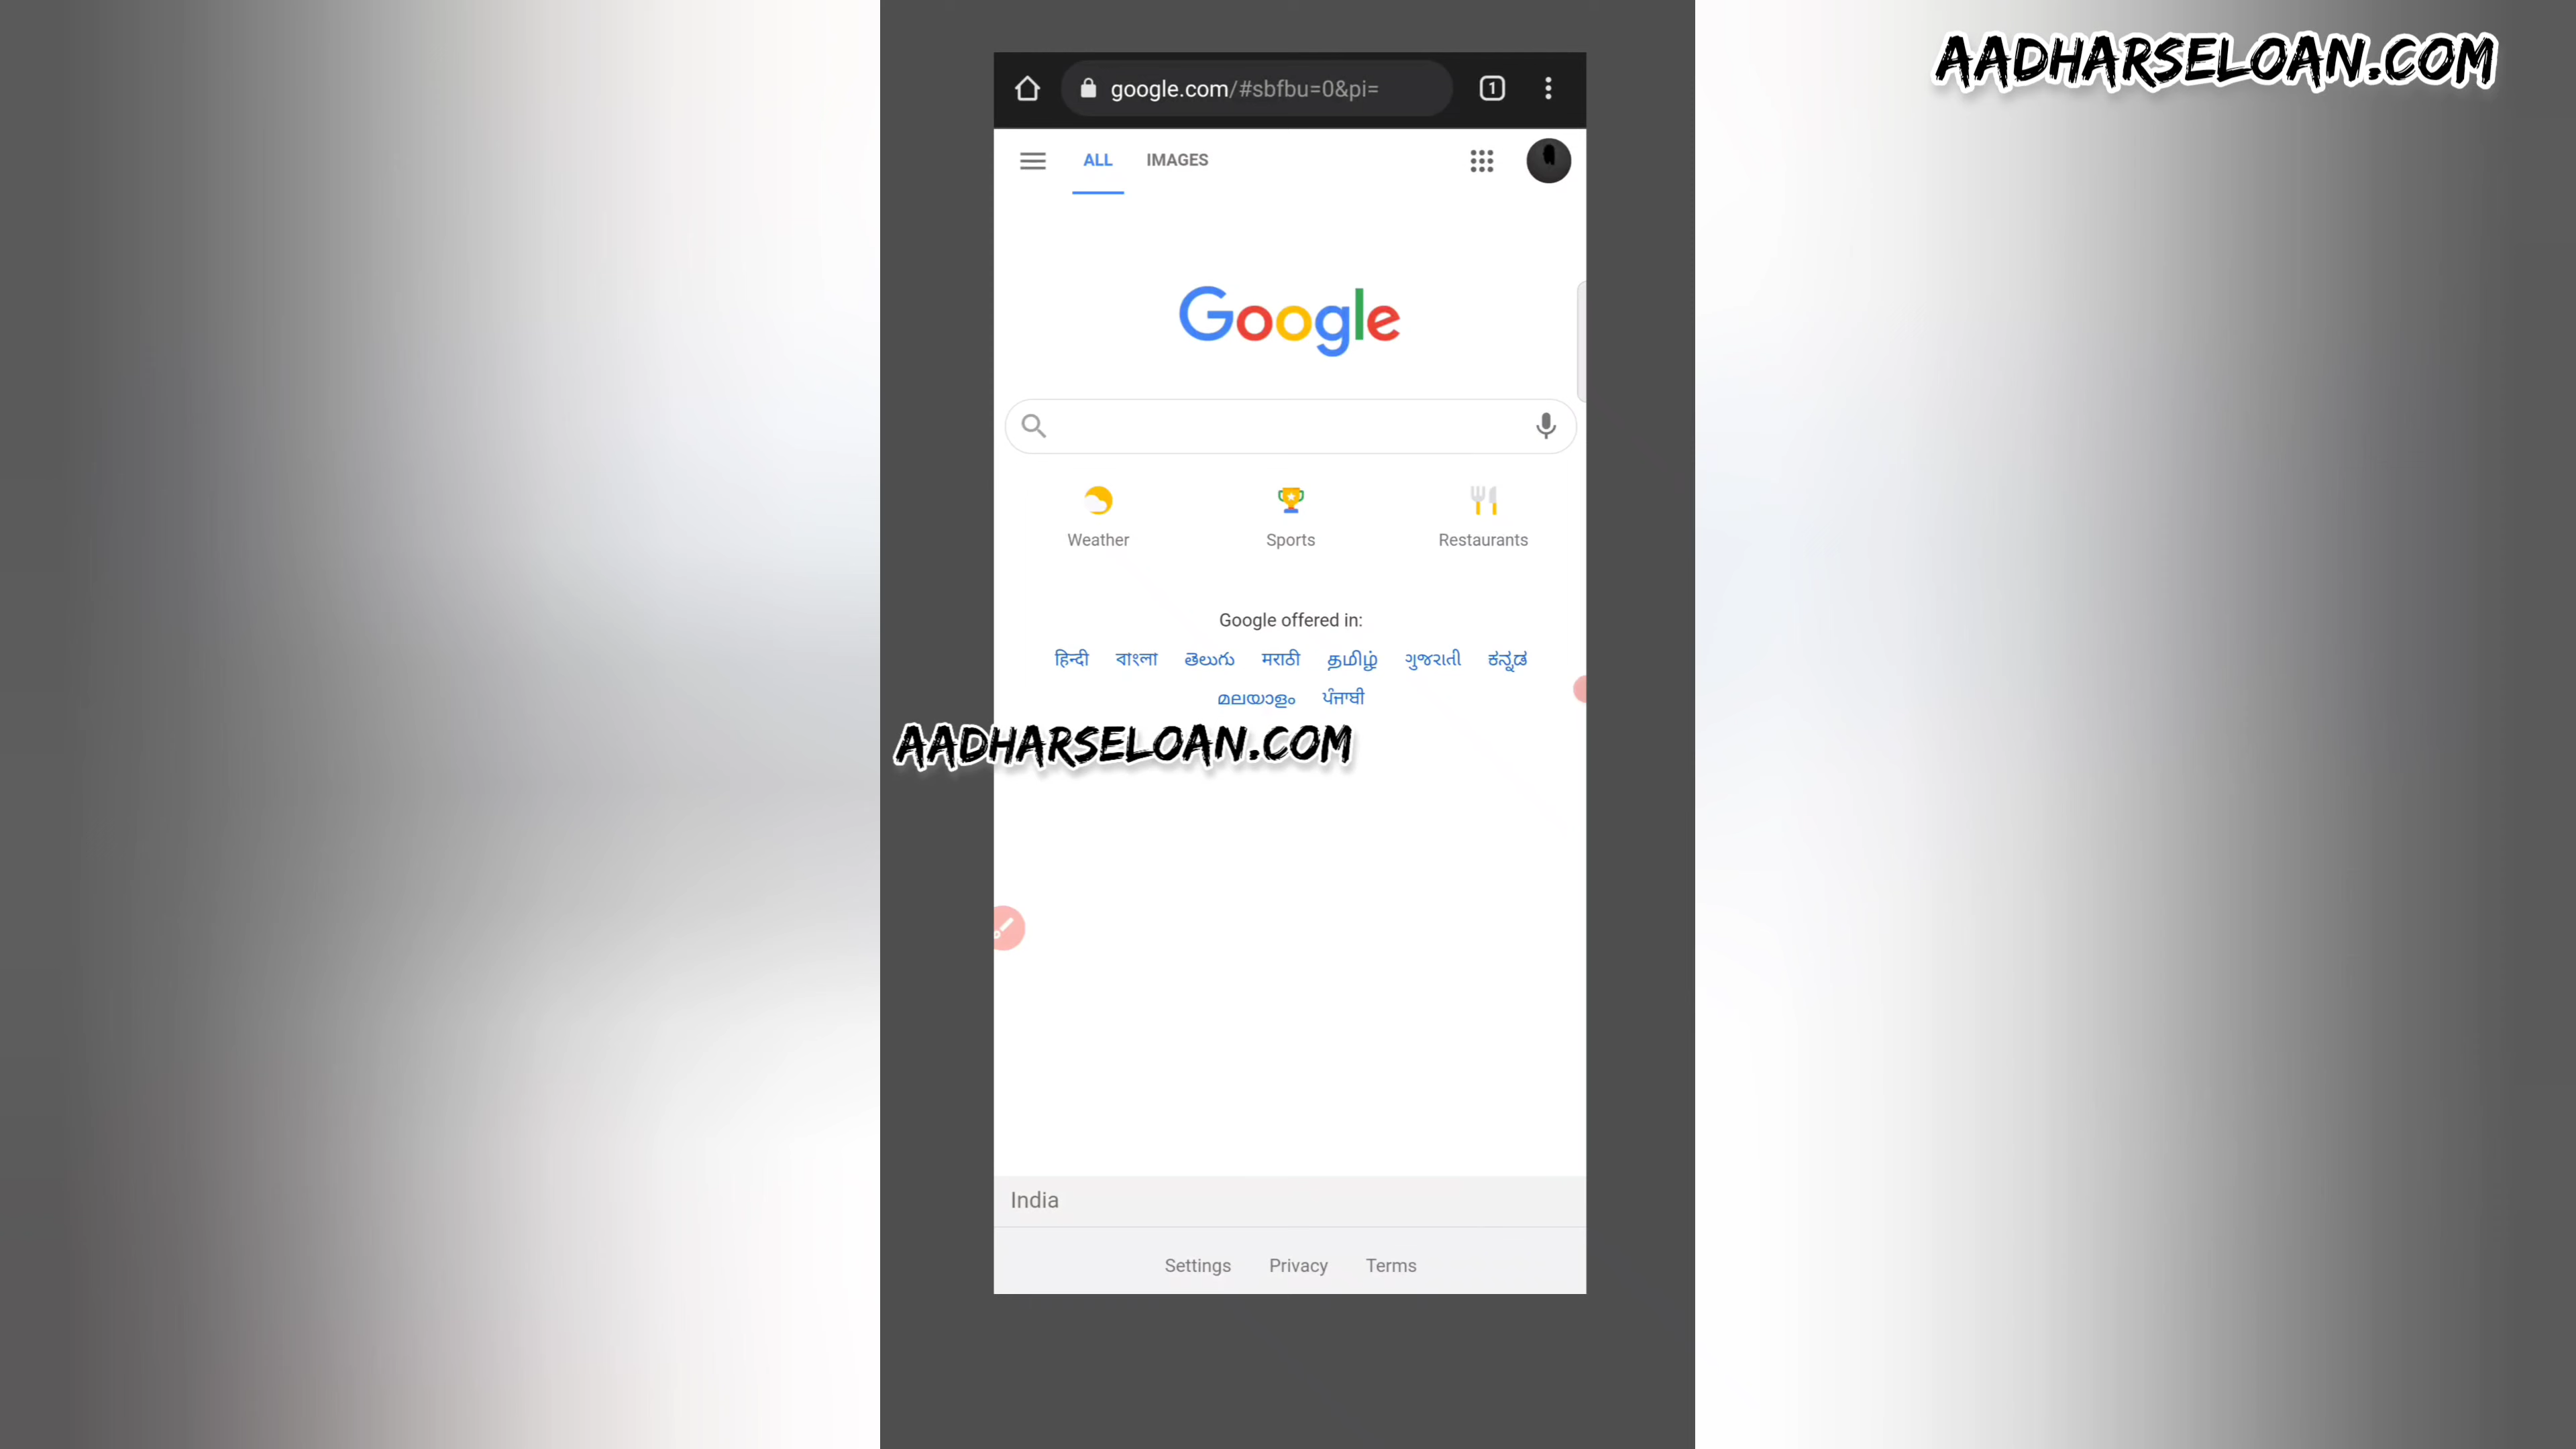 AADHARSELOAN.COM
google.com/#sbfbu=0&pi=
1
ALL IMAGES
Google
Weather Sports Restaurants
Google offered in:
हिन्दी বাংলা తెలుగు मराठी தமிழ் ગુજરાતી ಕನ್ನಡ
മലയാളം ਪੰਜਾਬੀ
AADHARSELOAN.COM
India
Settings Privacy Terms